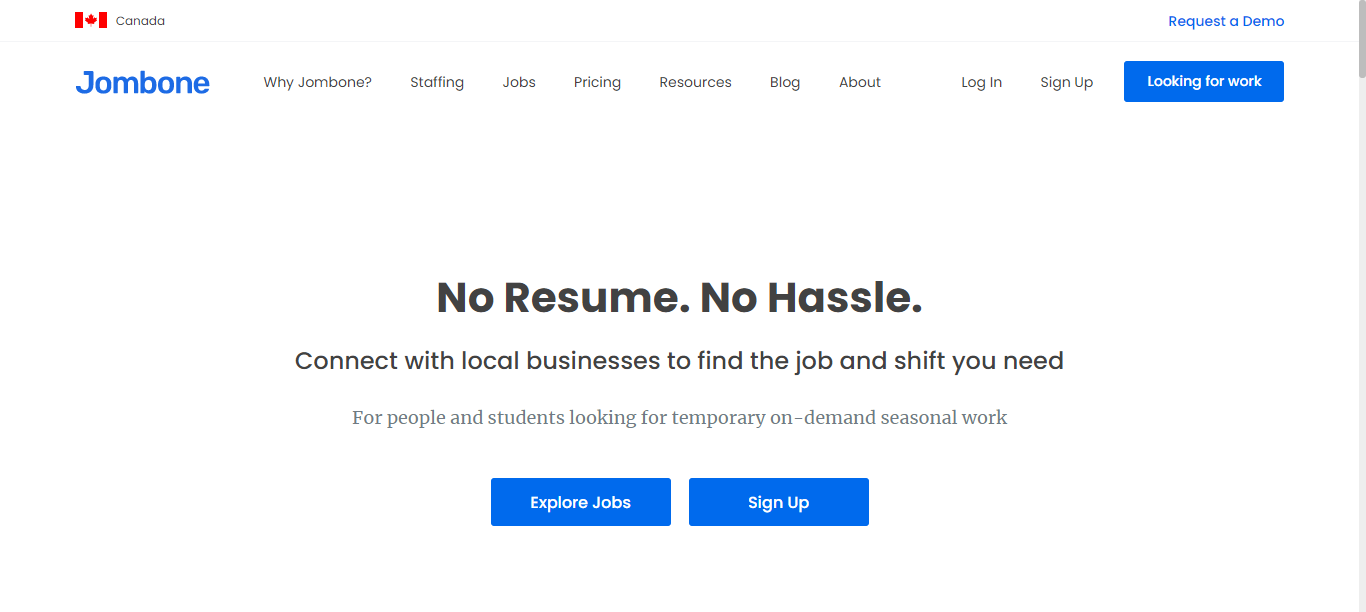 Canada
Request a Demo
Jombone
Why Jombone?
Staffing
Jobs
Pricing
Resources
Blog
About
Log In
Sign Up
Looking for work
No Resume. No Hassle.
Connect with local businesses to find the job and shift you need
For people and students looking for temporary on-demand seasonal work
Explore Jobs
Sign Up